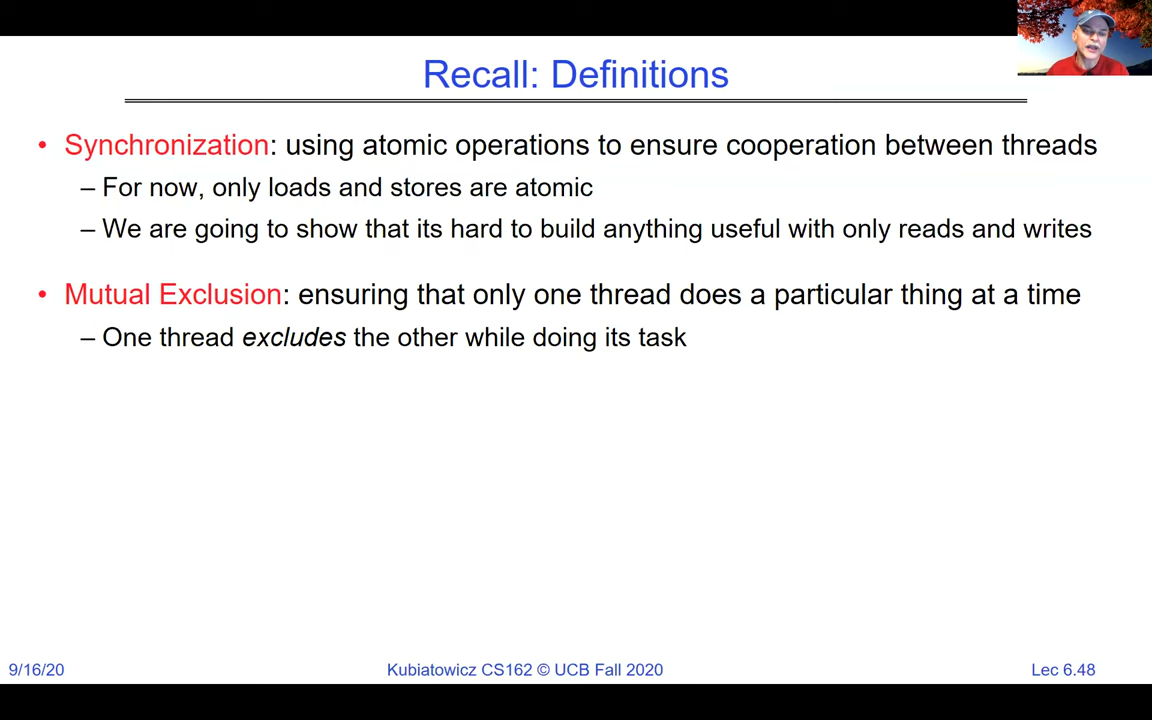 Recall: Definitions
• Synchronization: using atomic operations to ensure cooperation between threads
– For now, only loads and stores are atomic
– We are going to show that its hard to build anything useful with only reads and writes
• Mutual Exclusion: ensuring that only one thread does a particular thing at a time
– One thread excludes the other while doing its task
9/16/20
Kubiatowicz CS162 © UCB Fall 2020
Lec 6.48